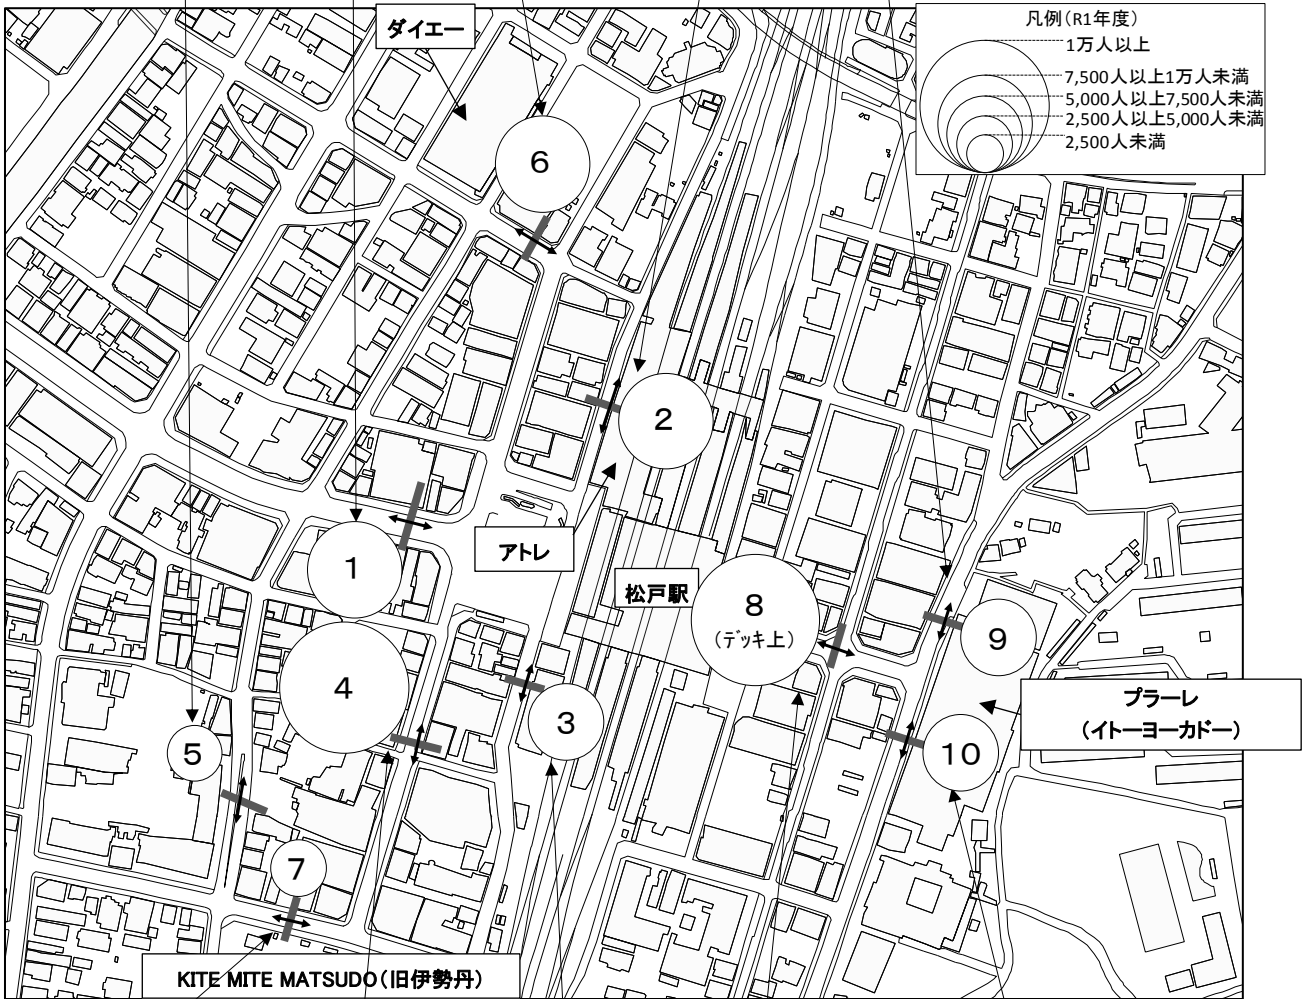 ダイエー
凡例(R1年度)
1万人以上
7,500人以上1万人未満
5,000人以上7,500人未満
2,500人以上5,000人未満
2,500人未満
6
2
アトレ
1
松戸駅
8
(デッキ上)
9
4
3
プラーレ
(イトーヨーカドー)
5
10
7
KITE MITE MATSUDO(旧伊勢丹)